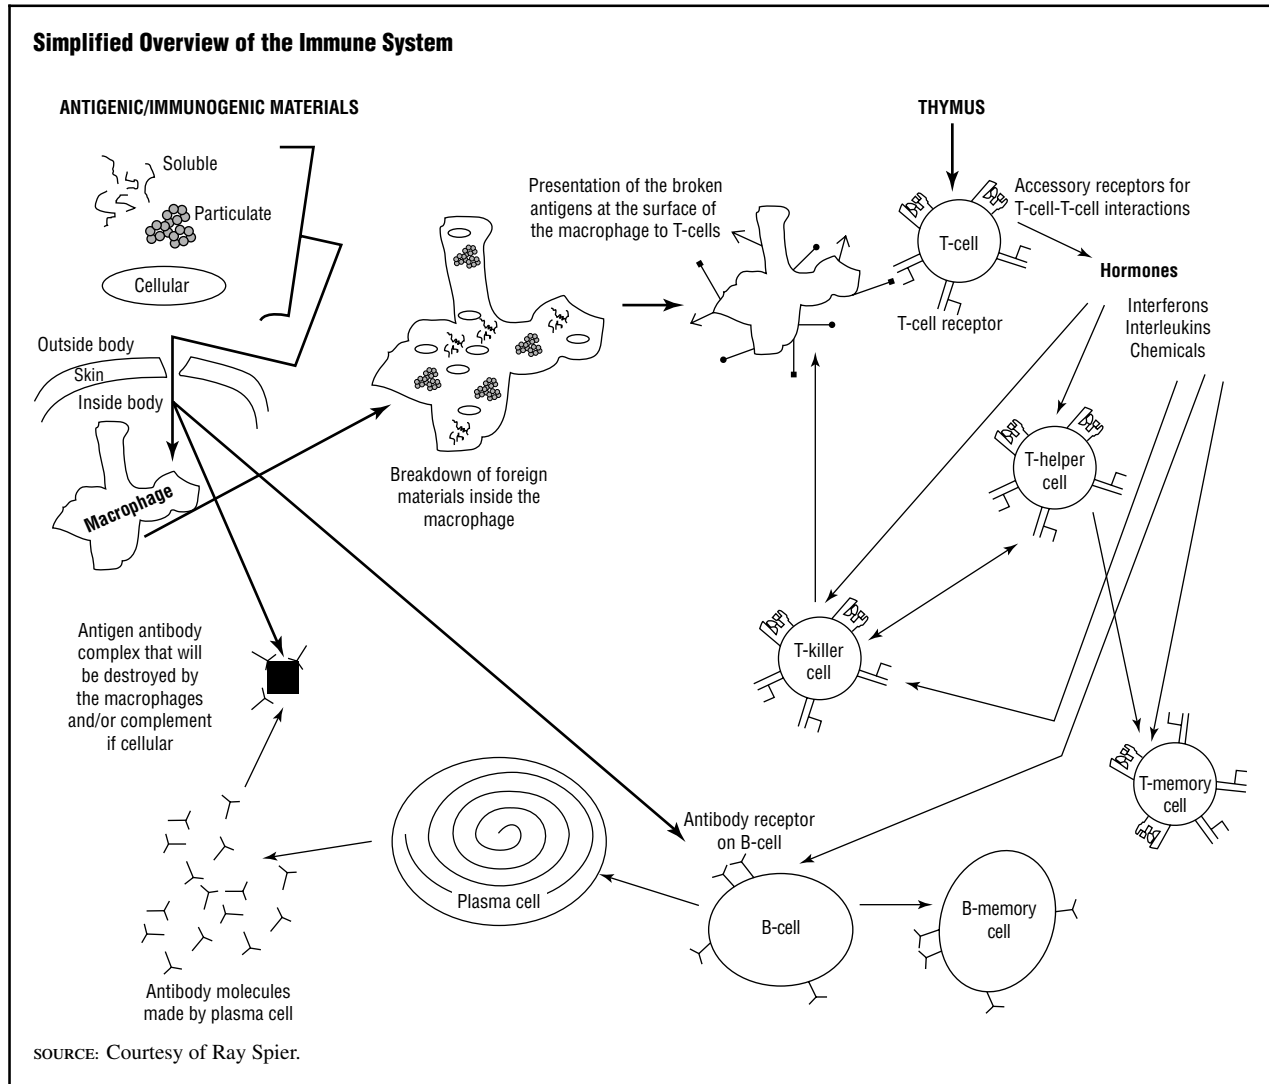 Simplified Overview of the Immune System
ANTIGENIC/IMMUNOGENIC MATERIALS
Soluble
Particulate
Cellular
Outside body
Skin
Inside body
Macrophage
Breakdown of foreign
materials inside the
macrophage
Presentation of the broken
antigens at the surface of
the macrophage to T-cells
THYMUS
T-cell
Accessory receptors for
T-cell-T-cell interactions
T-cell receptor
Hormones
Interferons
Interleukins
Chemicals
T-helper
cell
T-killer
cell
T-memory
cell
Antigen antibody
complex that will
be destroyed by
the macrophages
and/or complement
if cellular
Antibody receptor
on B-cell
Plasma cell
B-cell
B-memory
cell
Antibody molecules
made by plasma cell
SOURCE: Courtesy of Ray Spier.